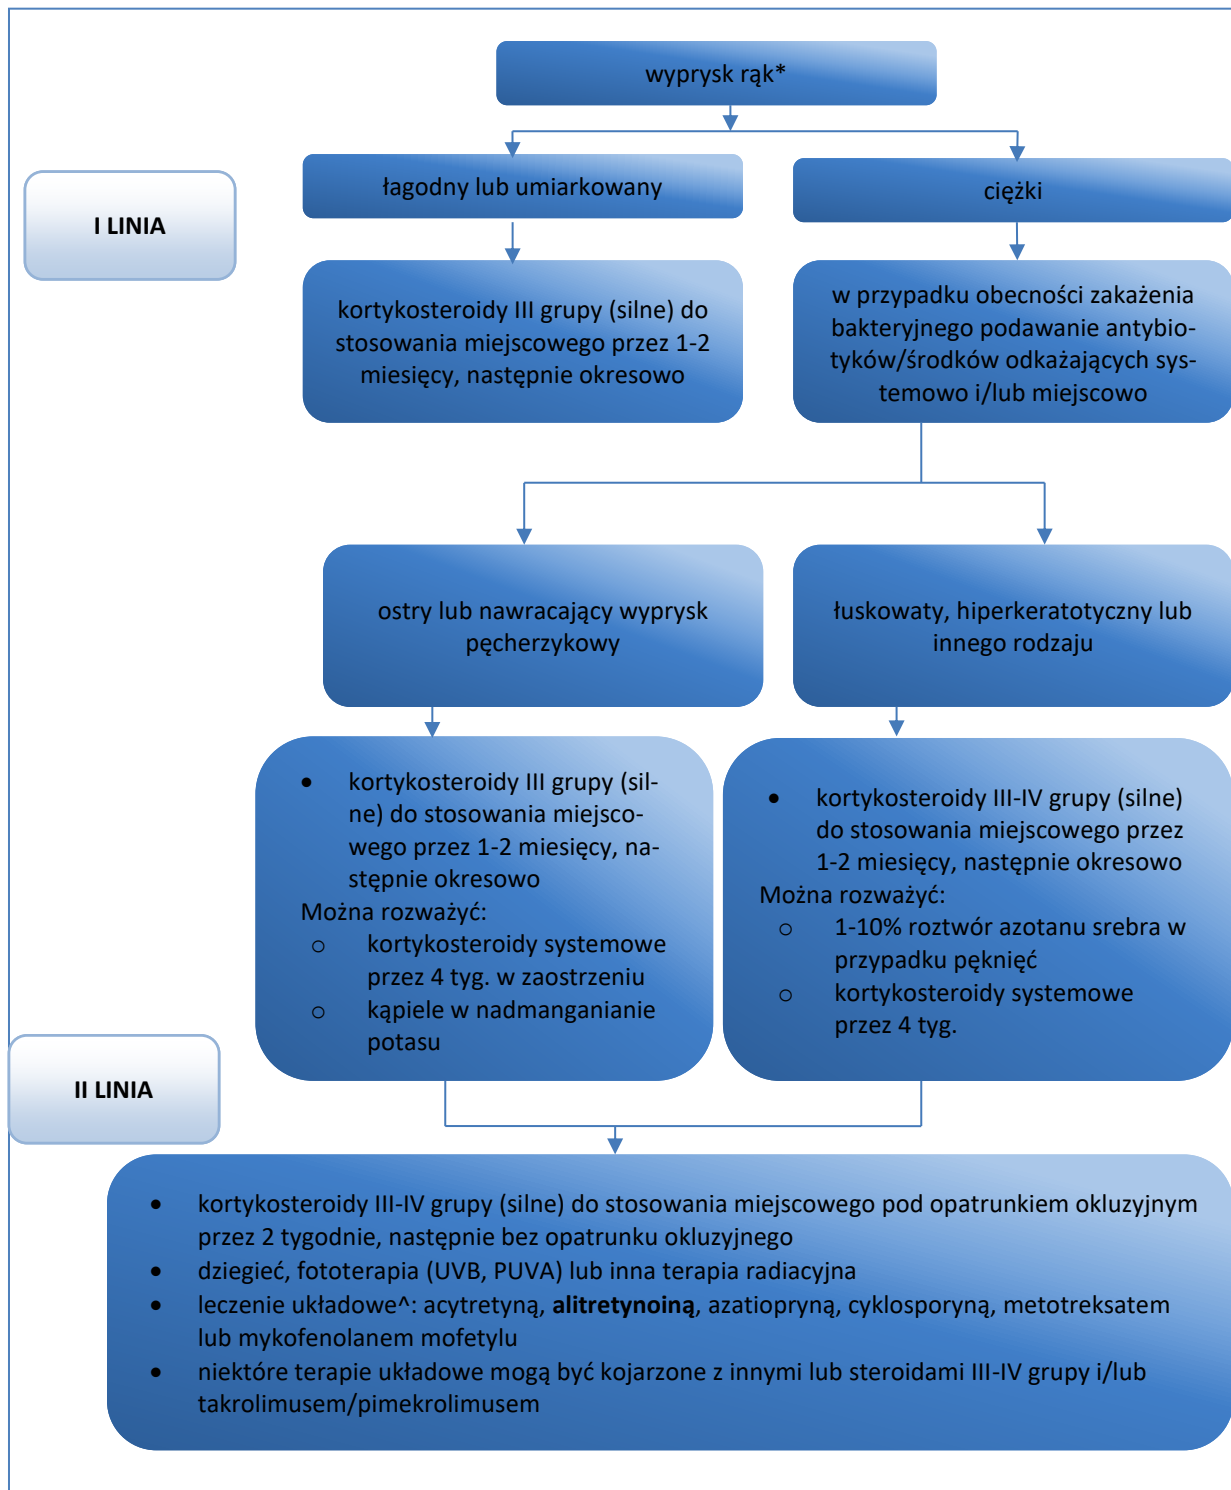 wyprysk rąk*
łagodny lub umiarkowany
ciężki
I LINIA
kortykosteroidy III grupy (silne) do
stosowania miejscowego przez 1-2
miesięcy, następnie okresowo
w przypadku obecności zakażenia
bakteryjnego podawanie antybio-
tyków/środków odkażających sys-
temowo i/lub miejscowo
ostry lub nawracający wyprysk
pęcherzykowy
łuskowaty, hiperkeratotyczny lub
innego rodzaju
• kortykosteroidy III grupy (sil-
ne) do stosowania miejsco-
wego przez 1-2 miesięcy, na-
stępnie okresowo
Można rozważyć:
o kortykosteroidy systemowe
przez 4 tyg. w zaostrzeniu
o kąpiele w nadmanganianie
potasu
• kortykosteroidy III-IV grupy (silne)
do stosowania miejscowego przez
1-2 miesięcy, następnie okresowo
Można rozważyć:
o 1-10% roztwór azotanu srebra w
przypadku pęknięć
o kortykosteroidy systemowe
przez 4 tyg.
II LINIA
• kortykosteroidy III-IV grupy (silne) do stosowania miejscowego pod opatrunkiem okluzyjnym
przez 2 tygodnie, następnie bez opatrunku okluzyjnego
• dziegieć, fototerapia (UVB, PUVA) lub inna terapia radiacyjna
• leczenie układowe^: acytretyną, alitretynoiną, azatiopryną, cyklosporyną, metotreksatem
lub mykofenolanem mofetylu
• niektóre terapie układowe mogą być kojarzone z innymi lub steroidami III-IV grupy i/lub
takrolimusem/pimekrolimusem